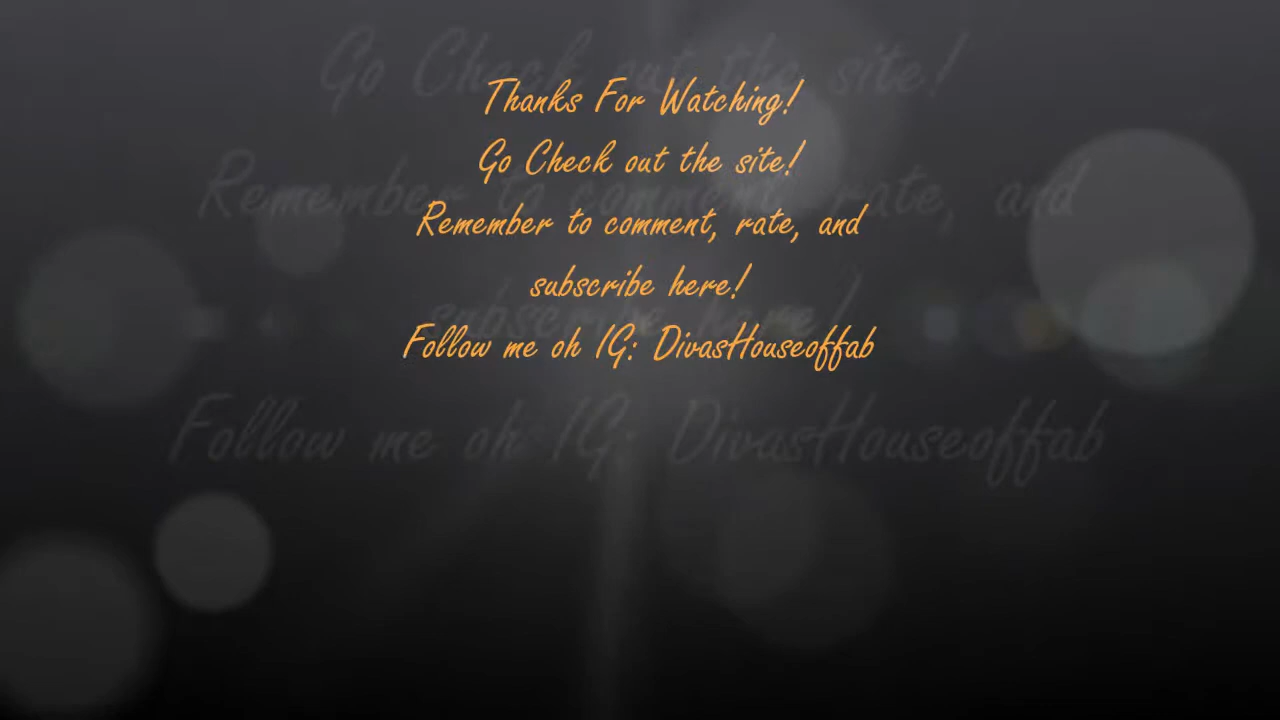 Thanks For Watching!
Go Check out the site!
Remember to comment, rate, and
subscribe here!
Follow me oh IG: DivasHouseoffab